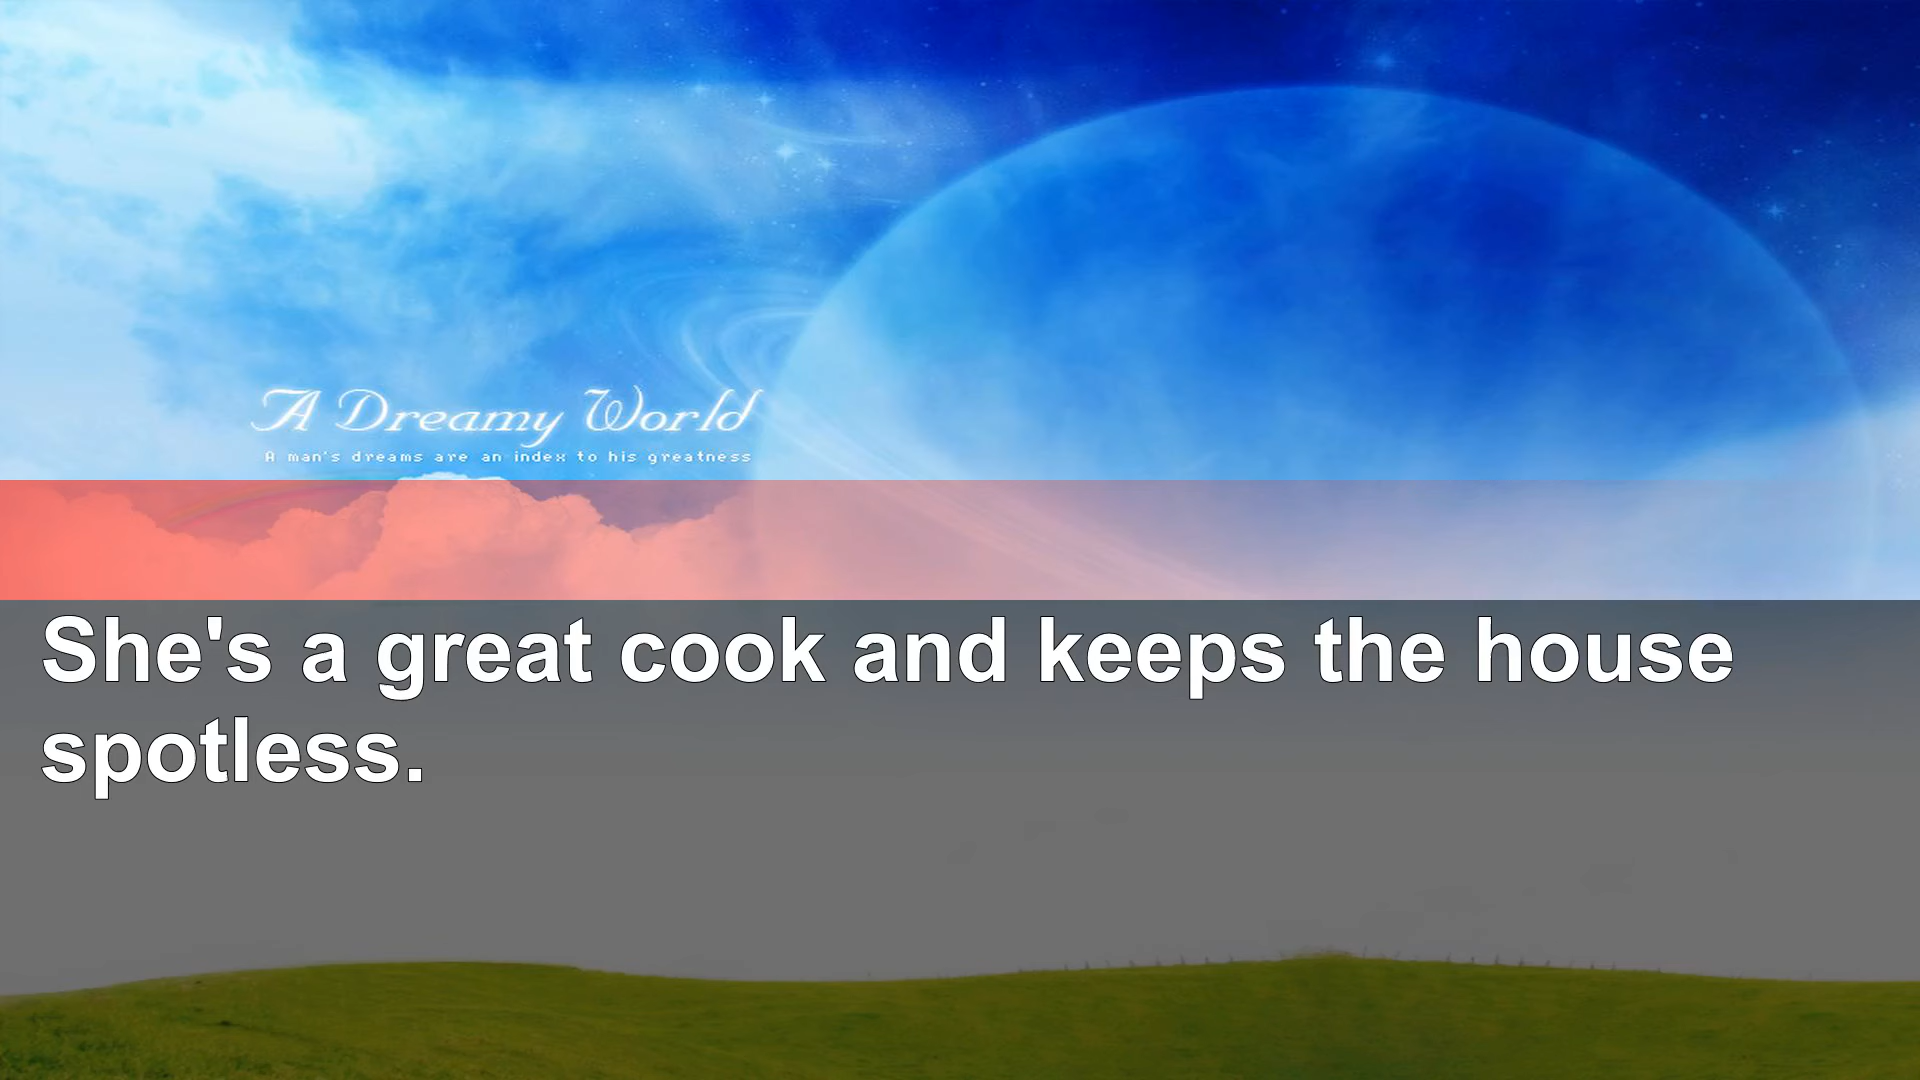 A Dreamy World
A man's dreams are an index to his greatness
She's a great cook and keeps the house
spotless.